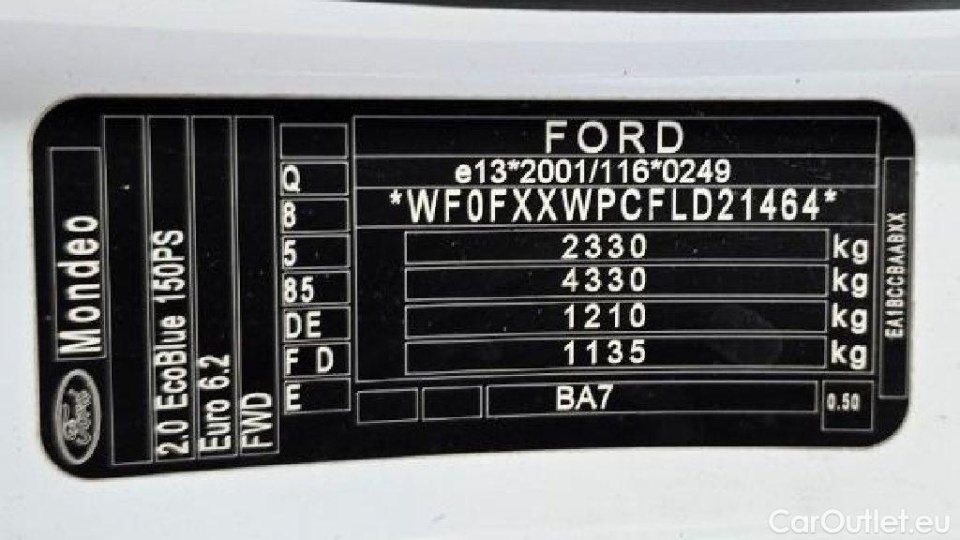 FORD
e13*2001/116*0249
*WF0FXXWPCFLD21464*
2330 kg
4330 kg
1210 kg
1135 kg
BA7
0.50
Q
8
5
85
DE
F D
E
Mondeo
Ford
2.0 EcoBlue 150PS
Euro 6.2
FWD
EA1BCCBAABXX
CarOutlet.eu